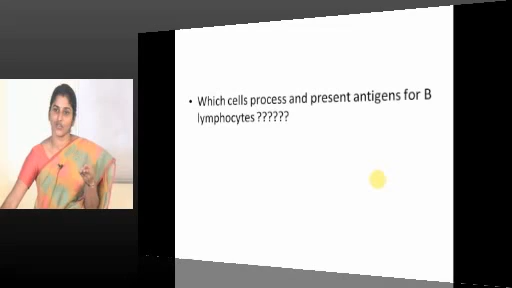 • Which cells process and present antigens for B
lymphocytes ??????